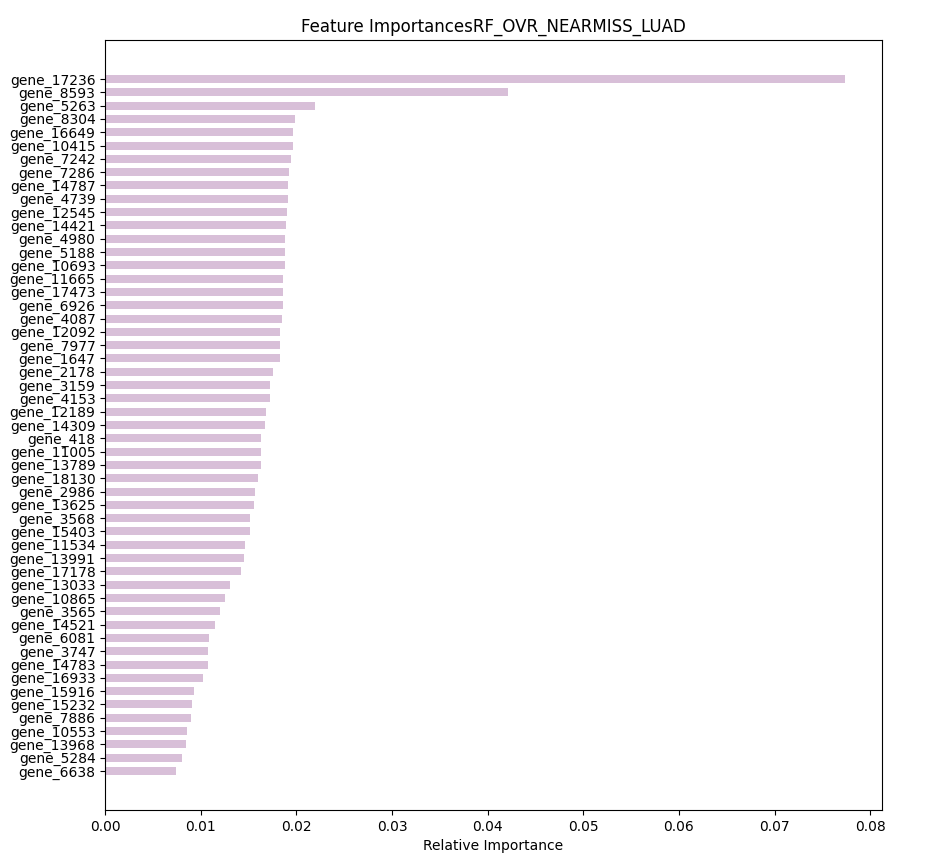 Feature ImportancesRF_OVR_NEARMISS_LUAD
gene_17236
gene_8593
gene_5263
gene_8304
gene_16649
gene_10415
gene_7242
gene_7286
gene_14787
gene_4739
gene_12545
gene_14421
gene_4980
gene_5188
gene_10693
gene_11665
gene_17473
gene_6926
gene_4087
gene_12092
gene_7977
gene_1647
gene_2178
gene_3159
gene_4153
gene_12189
gene_14309
gene_418
gene_11005
gene_13789
gene_18130
gene_2986
gene_13625
gene_3568
gene_15403
gene_11534
gene_13991
gene_17178
gene_13033
gene_10865
gene_3565
gene_14521
gene_6081
gene_3747
gene_14783
gene_16933
gene_15916
gene_15232
gene_7886
gene_10553
gene_13968
gene_5284
gene_6638
0.00 0.01 0.02 0.03 0.04 0.05 0.06 0.07 0.08
Relative Importance